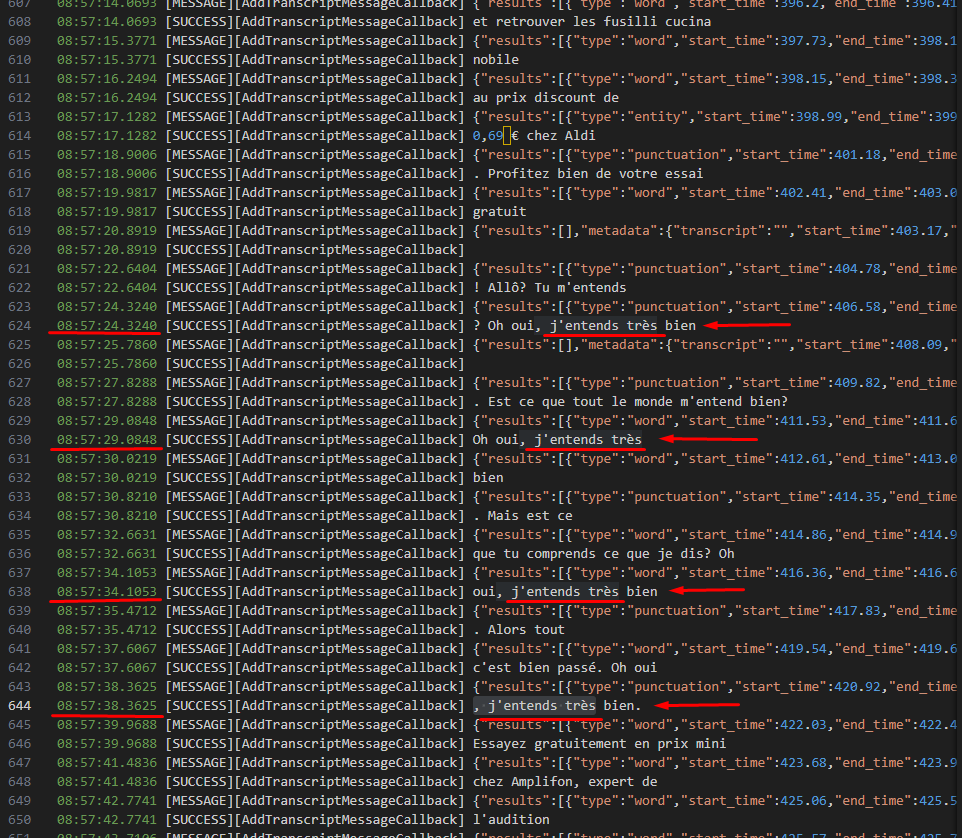 607 08:57:14.0693 [MESSAGE][AddTranscriptMessageCallback] {"results":[{"type":"word","start_time":396.2,"end_time":396.41
608 08:57:14.0693 [SUCCESS][AddTranscriptMessageCallback] et retrouver les fusilli cucina
609 08:57:15.3771 [MESSAGE][AddTranscriptMessageCallback] {"results":[{"type":"word","start_time":397.73,"end_time":398.1
610 08:57:15.3771 [SUCCESS][AddTranscriptMessageCallback] nobile
611 08:57:16.2494 [MESSAGE][AddTranscriptMessageCallback] {"results":[{"type":"word","start_time":398.15,"end_time":398.3
612 08:57:16.2494 [SUCCESS][AddTranscriptMessageCallback] au prix discount de
613 08:57:17.1282 [MESSAGE][AddTranscriptMessageCallback] {"results":[{"type":"entity","start_time":398.99,"end_time":399
614 08:57:17.1282 [SUCCESS][AddTranscriptMessageCallback] 0,69 € chez Aldi
615 08:57:18.9006 [MESSAGE][AddTranscriptMessageCallback] {"results":[{"type":"punctuation","start_time":401.18,"end_time
616 08:57:18.9006 [SUCCESS][AddTranscriptMessageCallback] . Profitez bien de votre essai
617 08:57:19.9817 [MESSAGE][AddTranscriptMessageCallback] {"results":[{"type":"word","start_time":402.41,"end_time":403.0
618 08:57:19.9817 [SUCCESS][AddTranscriptMessageCallback] gratuit
619 08:57:20.8919 [MESSAGE][AddTranscriptMessageCallback] {"results":[],"metadata":{"transcript":"","start_time":403.17,"
620 08:57:20.8919 [SUCCESS][AddTranscriptMessageCallback]
621 08:57:22.6404 [MESSAGE][AddTranscriptMessageCallback] {"results":[{"type":"punctuation","start_time":404.78,"end_time
622 08:57:22.6404 [SUCCESS][AddTranscriptMessageCallback] ! Allô? Tu m'entends
623 08:57:24.3240 [MESSAGE][AddTranscriptMessageCallback] {"results":[{"type":"punctuation","start_time":406.58,"end_time
624 08:57:24.3240 [SUCCESS][AddTranscriptMessageCallback] ? Oh oui, j'entends très bien
625 08:57:25.7860 [MESSAGE][AddTranscriptMessageCallback] {"results":[],"metadata":{"transcript":"","start_time":408.09,"
626 08:57:25.7860 [SUCCESS][AddTranscriptMessageCallback]
627 08:57:27.8288 [MESSAGE][AddTranscriptMessageCallback] {"results":[{"type":"punctuation","start_time":409.82,"end_time
628 08:57:27.8288 [SUCCESS][AddTranscriptMessageCallback] . Est ce que tout le monde m'entend bien?
629 08:57:29.0848 [MESSAGE][AddTranscriptMessageCallback] {"results":[{"type":"word","start_time":411.53,"end_time":411.6
630 08:57:29.0848 [SUCCESS][AddTranscriptMessageCallback] Oh oui, j'entends très
631 08:57:30.0219 [MESSAGE][AddTranscriptMessageCallback] {"results":[{"type":"word","start_time":412.61,"end_time":413.0
632 08:57:30.0219 [SUCCESS][AddTranscriptMessageCallback] bien
633 08:57:30.8210 [MESSAGE][AddTranscriptMessageCallback] {"results":[{"type":"punctuation","start_time":414.35,"end_time
634 08:57:30.8210 [SUCCESS][AddTranscriptMessageCallback] . Mais est ce
635 08:57:32.6631 [MESSAGE][AddTranscriptMessageCallback] {"results":[{"type":"word","start_time":414.86,"end_time":414.9
636 08:57:32.6631 [SUCCESS][AddTranscriptMessageCallback] que tu comprends ce que je dis? Oh
637 08:57:34.1053 [MESSAGE][AddTranscriptMessageCallback] {"results":[{"type":"word","start_time":416.36,"end_time":416.6
638 08:57:34.1053 [SUCCESS][AddTranscriptMessageCallback] oui, j'entends très bien
639 08:57:35.4712 [MESSAGE][AddTranscriptMessageCallback] {"results":[{"type":"punctuation","start_time":417.83,"end_time
640 08:57:35.4712 [SUCCESS][AddTranscriptMessageCallback] . Alors tout
641 08:57:37.6067 [MESSAGE][AddTranscriptMessageCallback] {"results":[{"type":"word","start_time":419.54,"end_time":419.6
642 08:57:37.6067 [SUCCESS][AddTranscriptMessageCallback] c'est bien passé. Oh oui
643 08:57:38.3625 [MESSAGE][AddTranscriptMessageCallback] {"results":[{"type":"punctuation","start_time":420.92,"end_time
644 08:57:38.3625 [SUCCESS][AddTranscriptMessageCallback] , j'entends très bien.
645 08:57:39.9688 [MESSAGE][AddTranscriptMessageCallback] {"results":[{"type":"word","start_time":422.03,"end_time":422.4
646 08:57:39.9688 [SUCCESS][AddTranscriptMessageCallback] Essayez gratuitement en prix mini
647 08:57:41.4836 [MESSAGE][AddTranscriptMessageCallback] {"results":[{"type":"word","start_time":423.68,"end_time":423.9
648 08:57:41.4836 [SUCCESS][AddTranscriptMessageCallback] chez Amplifon, expert de
649 08:57:42.7741 [MESSAGE][AddTranscriptMessageCallback] {"results":[{"type":"word","start_time":425.06,"end_time":425.5
650 08:57:42.7741 [SUCCESS][AddTranscriptMessageCallback] l'audition